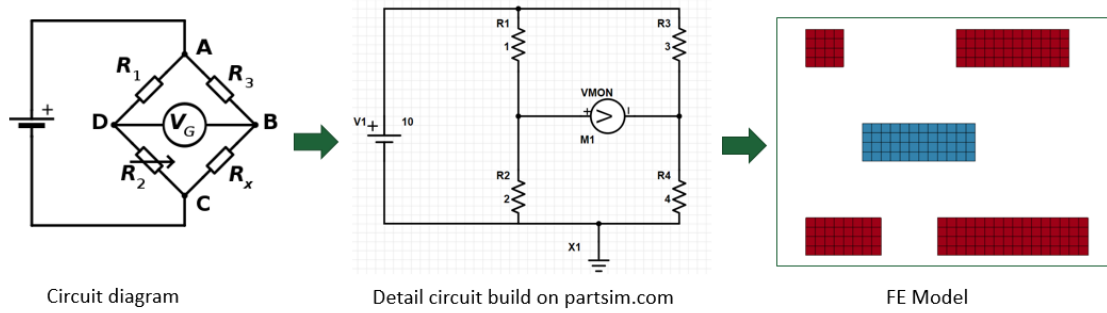 A
R1
R3
+
D
VG
B
R2
Rx
C
R1
1
R3
3
VMON
+
V
M1
V1 + 10
R2
2
R4
4
X1
Circuit diagram
Detail circuit build on partsim.com
FE Model